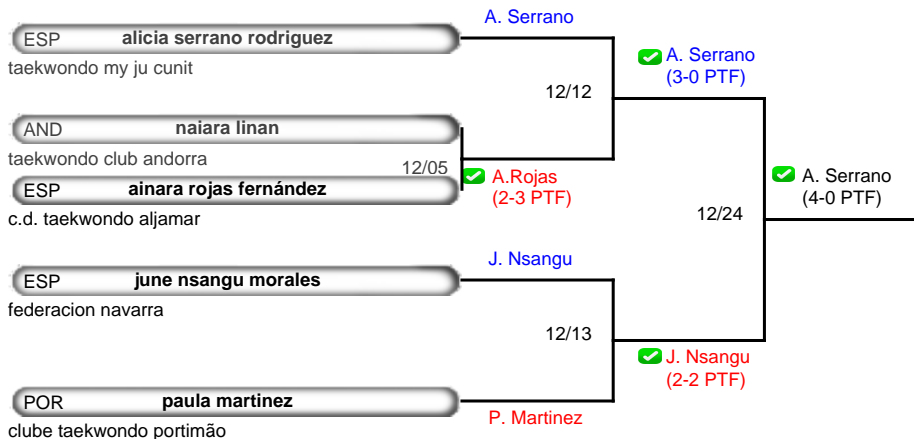 A. Serrano
ESP alicia serrano rodriguez
taekwondo my ju cunit
A. Serrano
(3-0 PTF)
12/12
AND naiara linan
taekwondo club andorra
12/05
A.Rojas
(2-3 PTF)
ESP ainara rojas fernández
c.d. taekwondo aljamar
A. Serrano
(4-0 PTF)
12/24
J. Nsangu
ESP june nsangu morales
federacion navarra
12/13
J. Nsangu
(2-2 PTF)
POR paula martinez
P. Martinez
clube taekwondo portimão